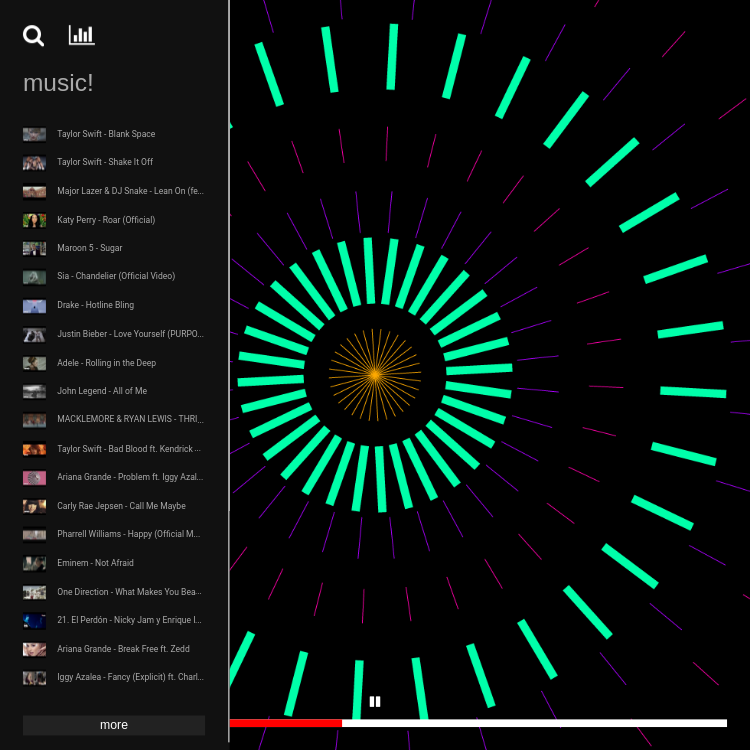 music!
Taylor Swift - Blank Space
Taylor Swift - Shake It Off
Major Lazer & DJ Snake - Lean On (fe...
Katy Perry - Roar (Official)
Maroon 5 - Sugar
Sia - Chandelier (Official Video)
Drake - Hotline Bling
Justin Bieber - Love Yourself (PURPO...
Adele - Rolling in the Deep
John Legend - All of Me
MACKLEMORE & RYAN LEWIS - THRI...
Taylor Swift - Bad Blood ft. Kendrick ...
Ariana Grande - Problem ft. Iggy Azal...
Carly Rae Jepsen - Call Me Maybe
Pharrell Williams - Happy (Official M...
Eminem - Not Afraid
One Direction - What Makes You Bea...
21. El Perdón - Nicky Jam y Enrique I...
Ariana Grande - Break Free ft. Zedd
Iggy Azalea - Fancy (Explicit) ft. Charl...
more